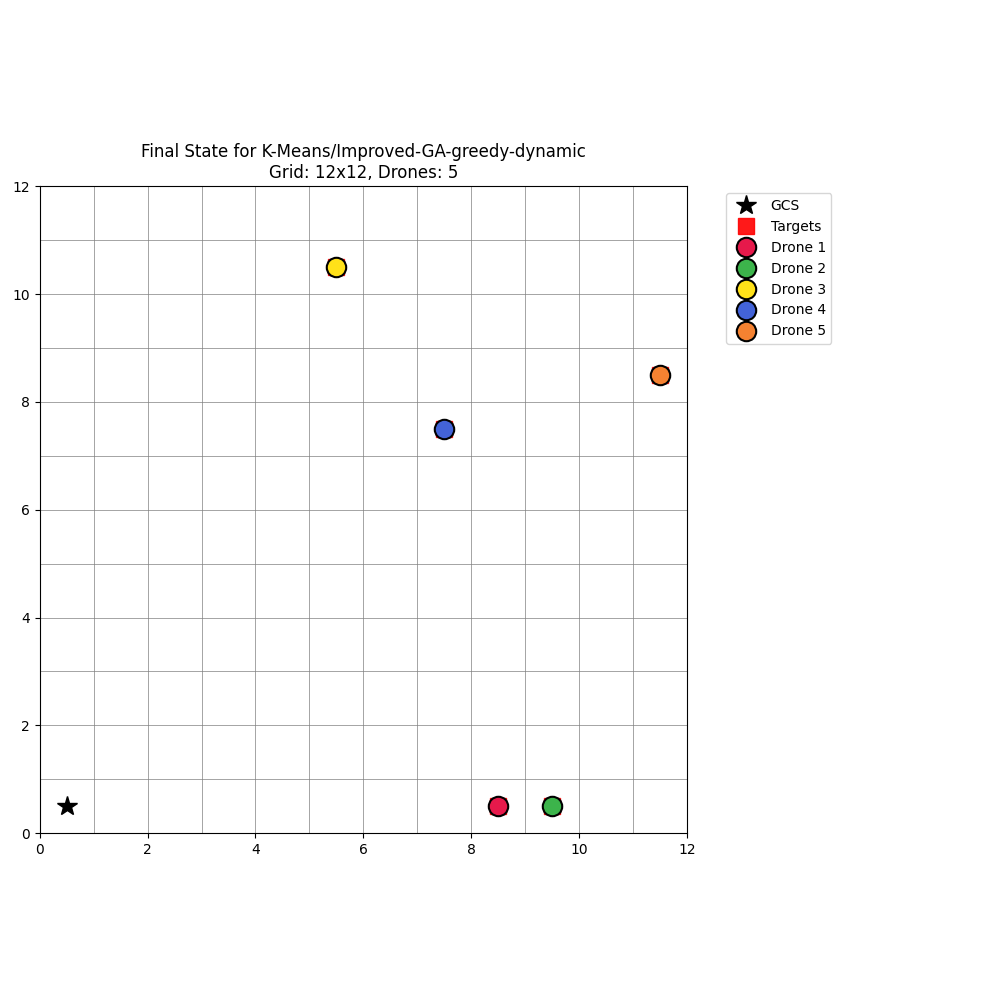 Final State for K-Means/Improved-GA-greedy-dynamic
Grid: 12x12, Drones: 5
12
10
8
6
4
2
0
0 2 4 6 8 10 12
GCS
Targets
Drone 1
Drone 2
Drone 3
Drone 4
Drone 5